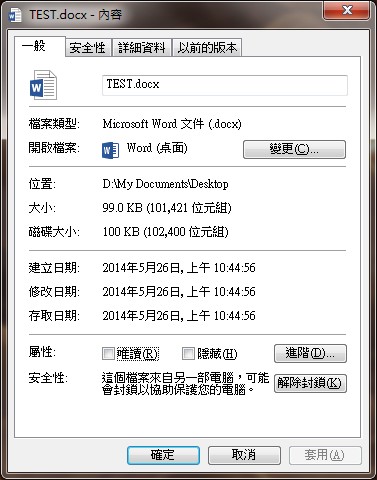 TEST.docx - 內容
一般 安全性 詳細資料 以前的版本
TEST.docx
檔案類型: Microsoft Word 文件 (.docx)
開啟檔案: Word (桌面) 變更(C)...
位置: D:\My Documents\Desktop
大小: 99.0 KB (101,421 位元組)
磁碟大小: 100 KB (102,400 位元組)
建立日期: 2014年5月26日, 上午 10:44:56
修改日期: 2014年5月26日, 上午 10:44:56
存取日期: 2014年5月26日, 上午 10:44:56
屬性: 唯讀(R) 隱藏(H) 進階(D)...
安全性: 這個檔案來自另一部電腦，可能
會封鎖以協助保護您的電腦。 解除封鎖(K)
確定 取消 套用(A)